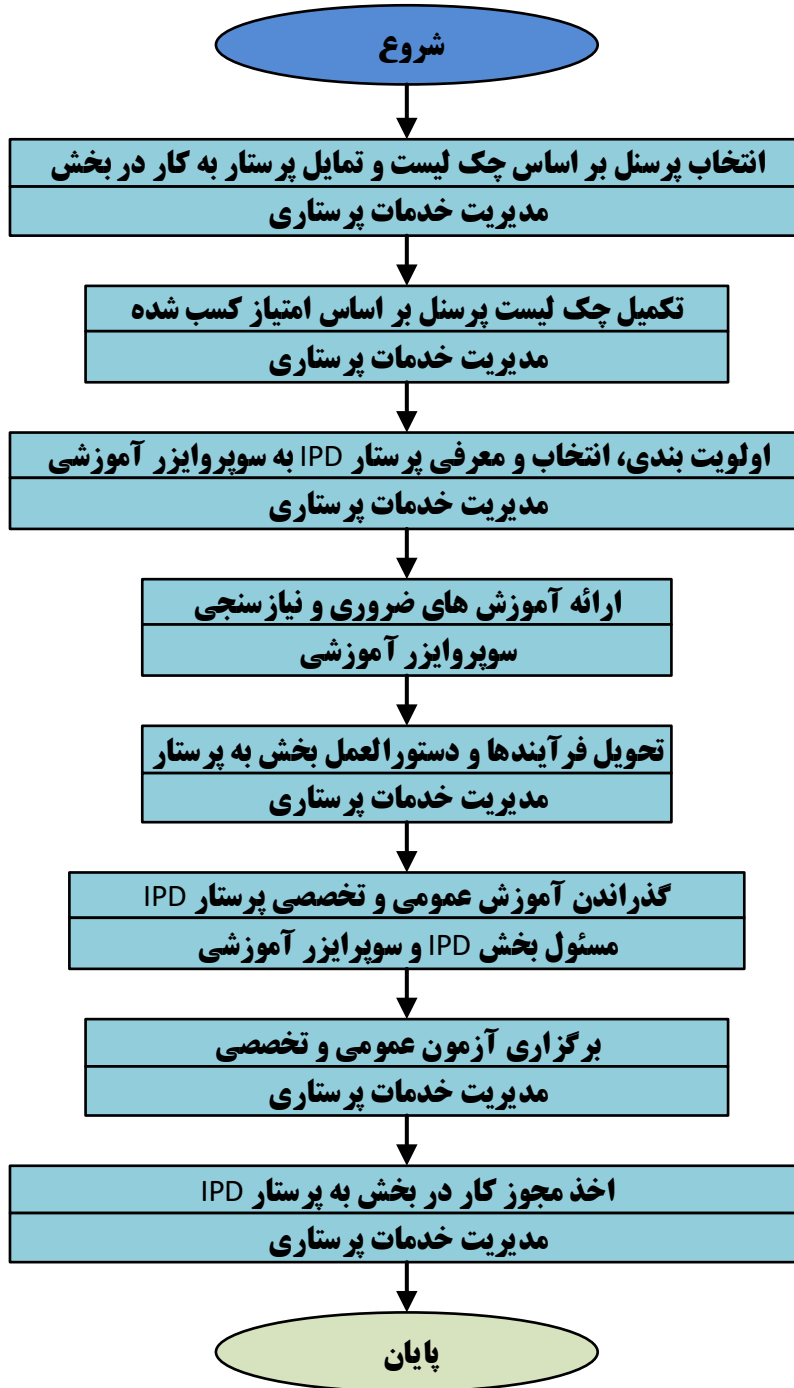 شروع
انتخاب پرسنل بر اساس چک لیست و تمایل پرستار به کار در بخش
مدیریت خدمات پرستاری
تکمیل چک لیست پرسنل بر اساس امتیاز کسب شده
مدیریت خدمات پرستاری
اولویت بندی، انتخاب و معرفی پرستار IPD به سوپروایزر آموزشی
مدیریت خدمات پرستاری
ارائه آموزش های ضروری و نیازسنجی
سوپروایزر آموزشی
تحویل فرآیندها و دستورالعمل بخش به پرستار
مدیریت خدمات پرستاری
گذراندن آموزش عمومی و تخصصی پرستار IPD
مسئول بخش IPD و سوپرایزر آموزشی
برگزاری آزمون عمومی و تخصصی
مدیریت خدمات پرستاری
اخذ مجوز کار در بخش به پرستار IPD
مدیریت خدمات پرستاری
پایان